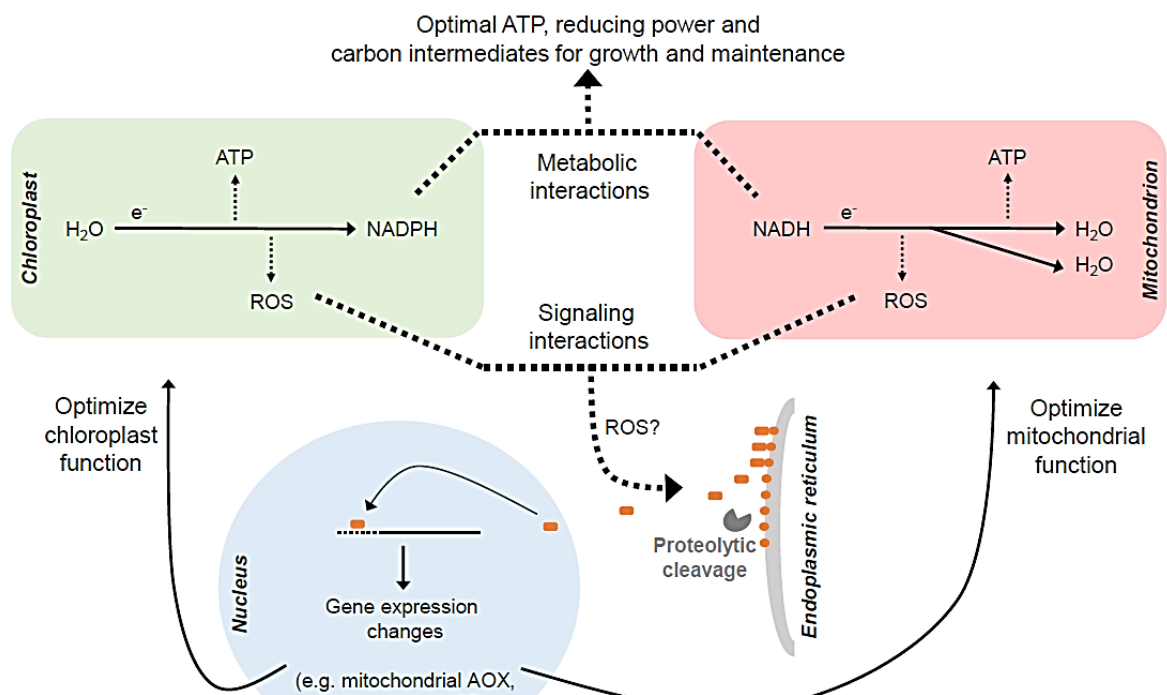 Optimal ATP, reducing power and
carbon intermediates for growth and maintenance
Chloroplast
ATP
H₂O
e⁻
NADPH
ROS
Metabolic
interactions
Mitochondrion
ATP
NADH
e⁻
H₂O
H₂O
ROS
Signaling
interactions
Optimize
chloroplast
function
ROS?
Optimize
mitochondrial
function
Proteolytic
cleavage
Endoplasmic reticulum
Nucleus
Gene expression
changes
(e.g. mitochondrial AOX,